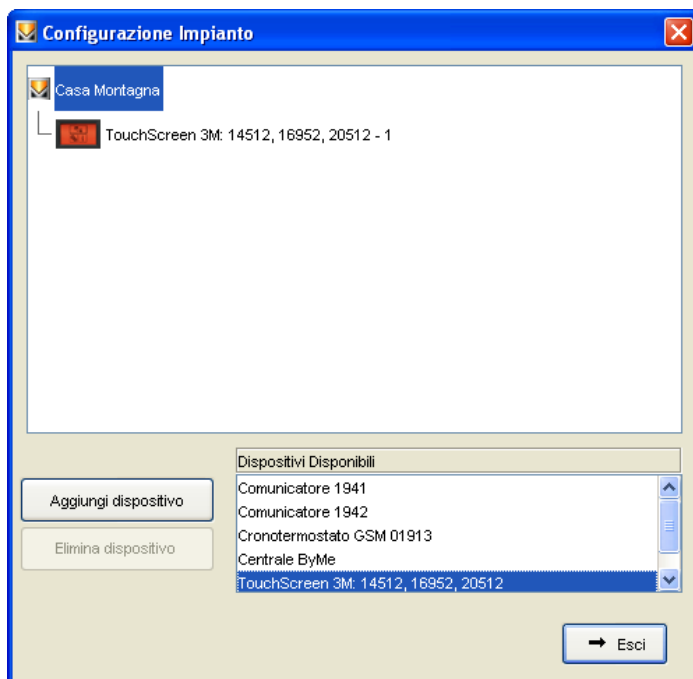 Configurazione Impianto
Casa Montagna
TouchScreen 3M: 14512, 16952, 20512 - 1
Dispositivi Disponibili
Aggiungi dispositivo
Elimina dispositivo
Comunicatore 1941
Comunicatore 1942
Cronotermostato GSM 01913
Centrale ByMe
TouchScreen 3M: 14512, 16952, 20512
Esci